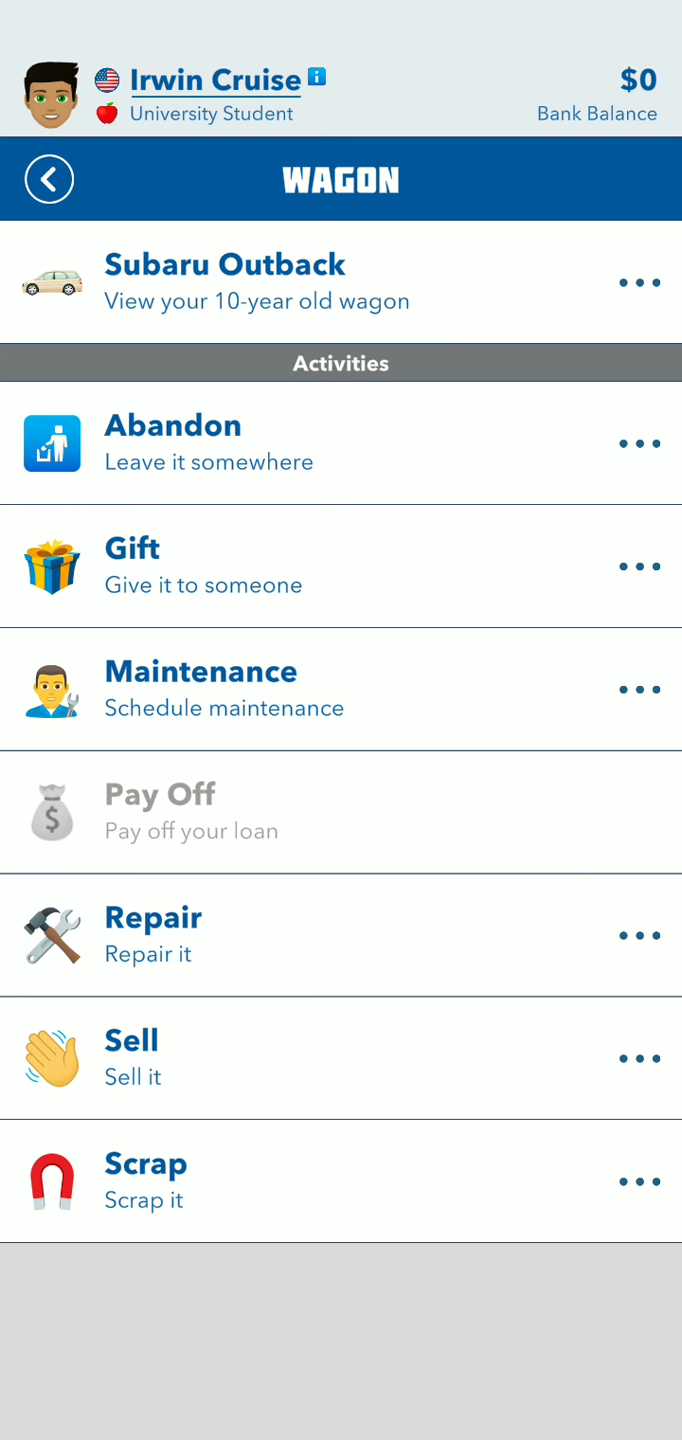 Irwin Cruise
$0
University Student
Bank Balance
WAGON
Subaru Outback
View your 10-year old wagon
Activities
Abandon
Leave it somewhere
Gift
Give it to someone
Maintenance
Schedule maintenance
$
Pay Off
Pay off your loan
Repair
Repair it
Sell
Sell it
Scrap
Scrap it